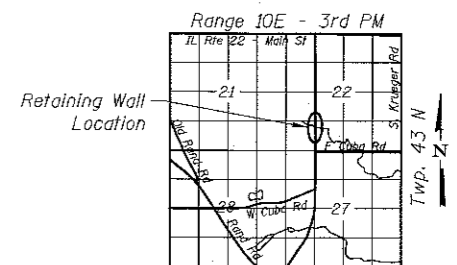 Range 10E - 3rd PM
IL Rte 22 - Main St
S. Krueger Rd
21
22
Retaining Wall
Location
E Cuba Rd
Old Rand Rd
Twp. 43 N
N
28
W Cuba Rd
27
Rand Rd